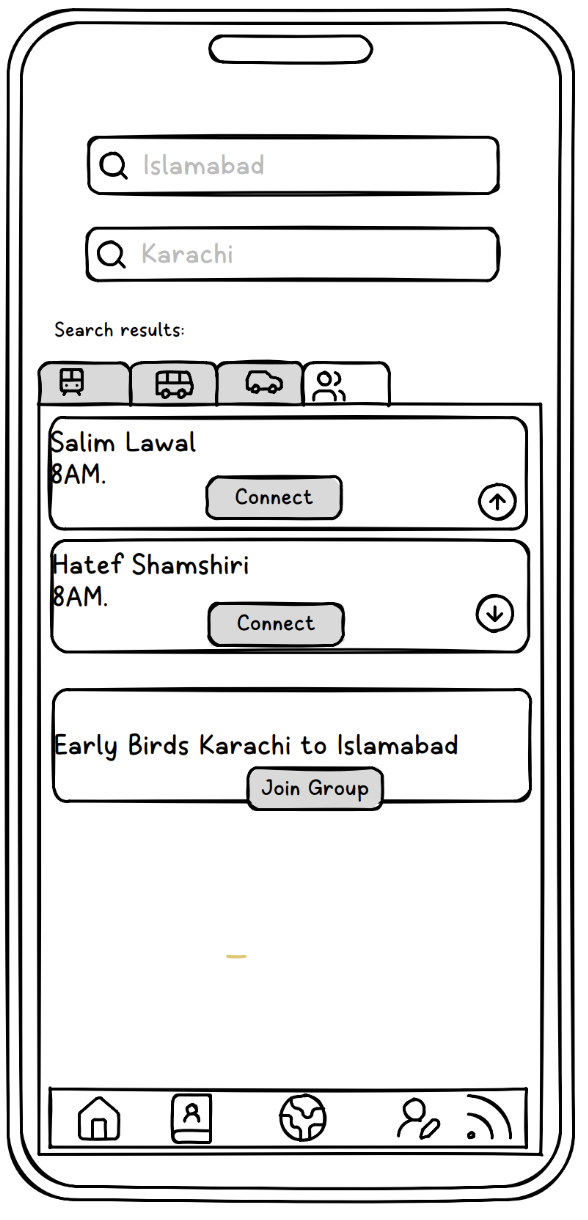 Islamabad
Karachi
Search results:
Salim Lawal
8AM.
Connect
Hatef Shamshiri
8AM.
Connect
Early Birds Karachi to Islamabad
Join Group